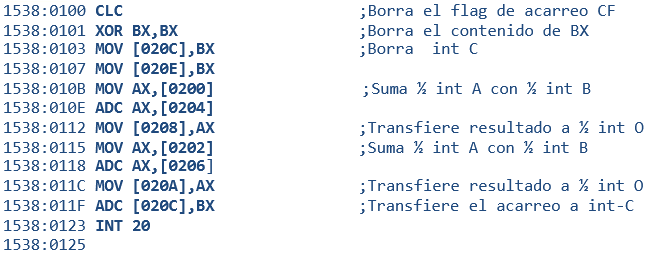 1538:0100 CLC ;Borra el flag de acarreo CF
1538:0101 XOR BX,BX ;Borra el contenido de BX
1538:0103 MOV [020C],BX ;Borra int C
1538:0107 MOV [020E],BX
1538:010B MOV AX,[0200] ;Suma ½ int A con ½ int B
1538:010E ADC AX,[0204]
1538:0112 MOV [0208],AX ;Transfiere resultado a ½ int O
1538:0115 MOV AX,[0202] ;Suma ½ int A con ½ int B
1538:0118 ADC AX,[0206]
1538:011C MOV [020A],AX ;Transfiere resultado a ½ int O
1538:011F ADC [020C],BX ;Transfiere el acarreo a int-C
1538:0123 INT 20
1538:0125